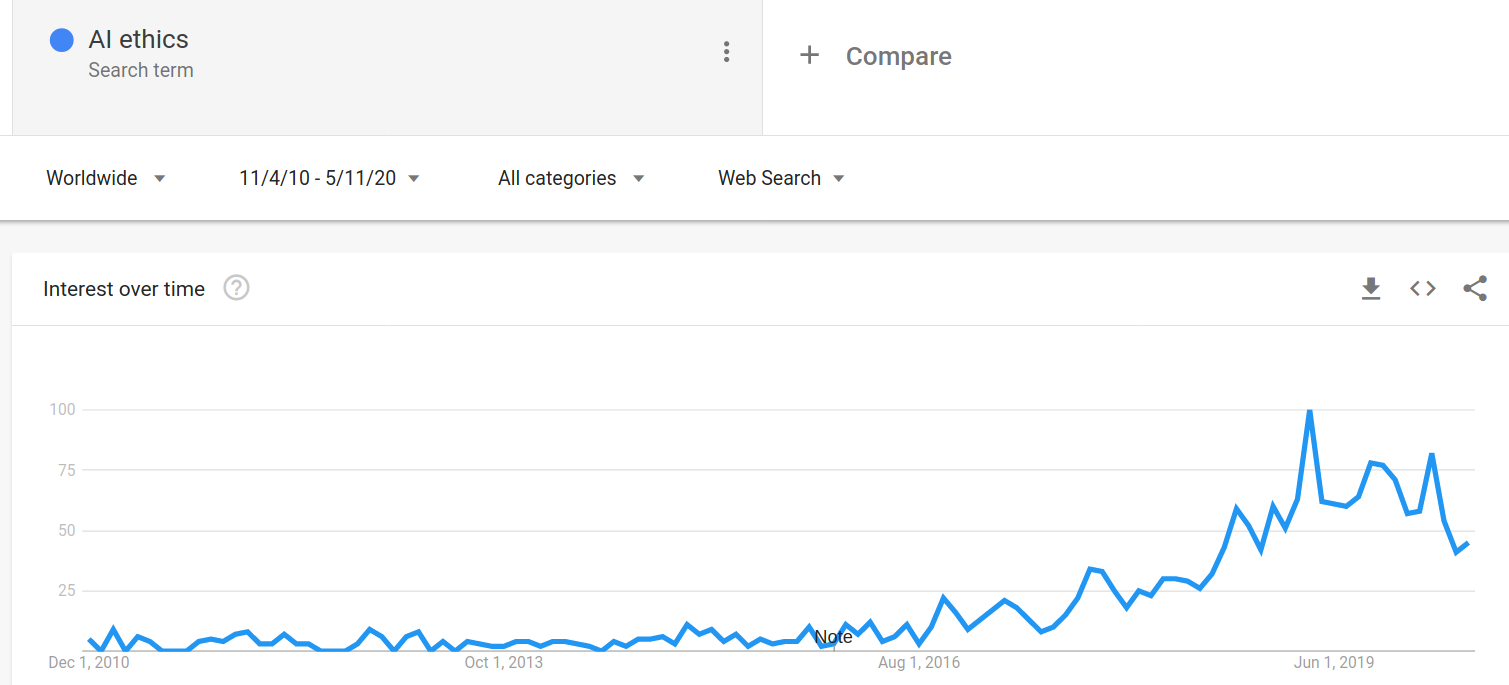 AI ethics
Search term
+ Compare
Worldwide
11/4/10 - 5/11/20
All categories
Web Search
Interest over time ?
100
75
50
25
Note
Dec 1, 2010
Oct 1, 2013
Aug 1, 2016
Jun 1, 2019